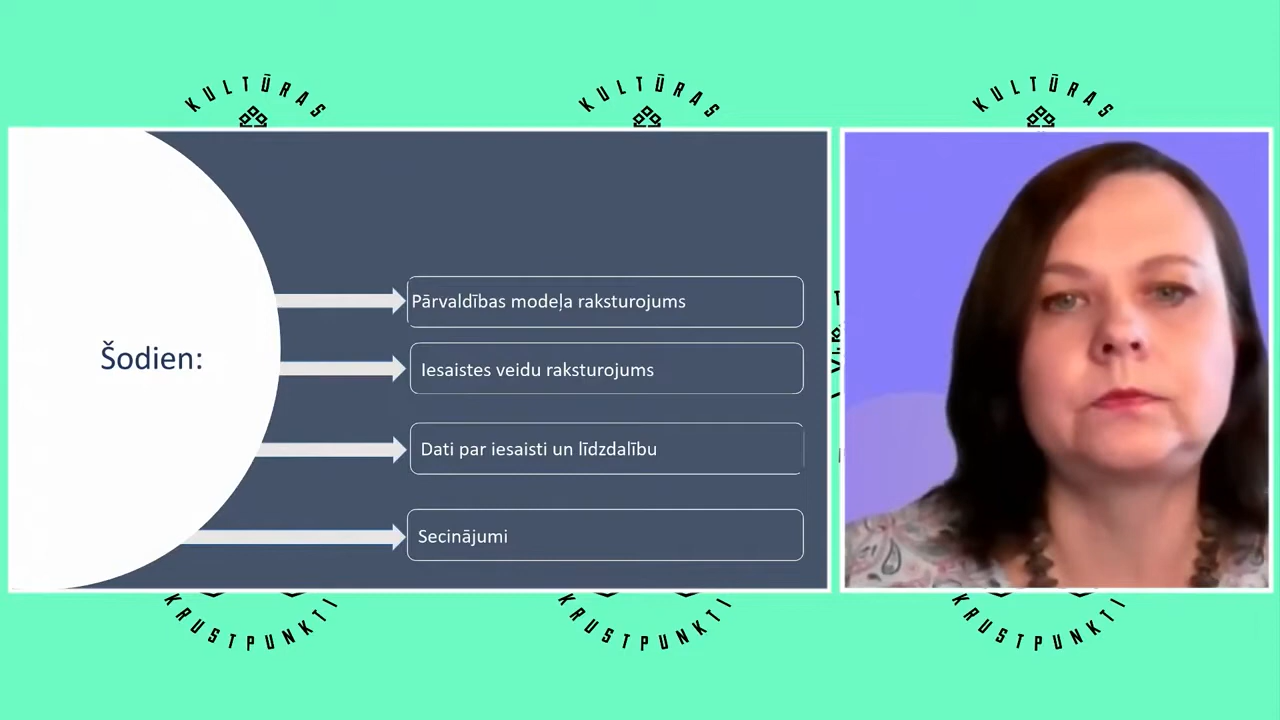 KULTŪRAS
KULTŪRAS
KULTŪRAS
Šodien:
Pārvaldības modeļa raksturojums
Iesaistes veidu raksturojums
Dati par iesaisti un līdzdalību
Secinājumi
KRUSTPUNKTI
KRUSTPUNKTI
KRUSTPUNKTI